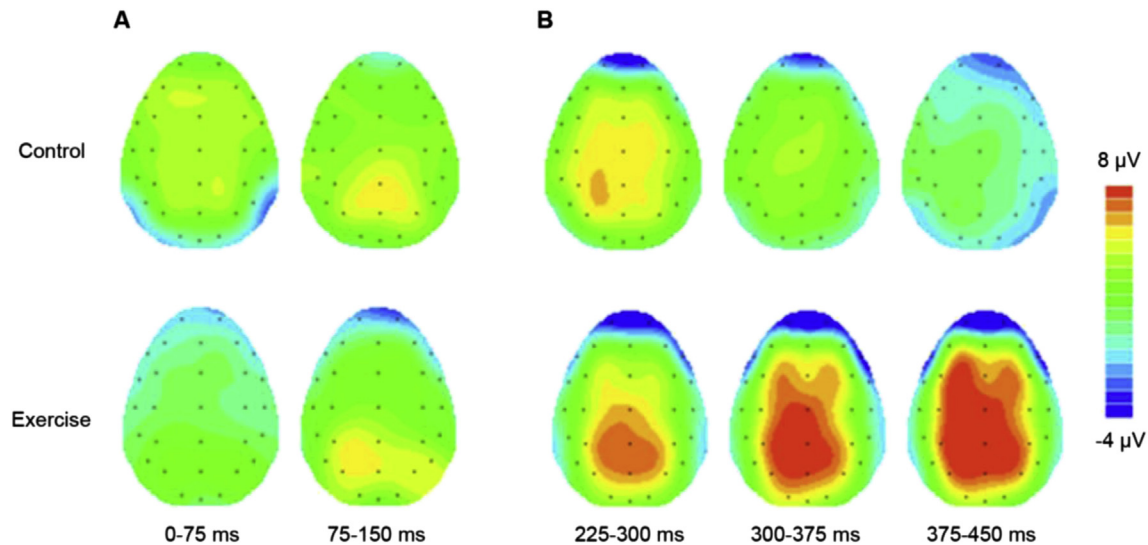 A
B
Control
8 µV
-4 µV
Exercise
0-75 ms
75-150 ms
225-300 ms
300-375 ms
375-450 ms